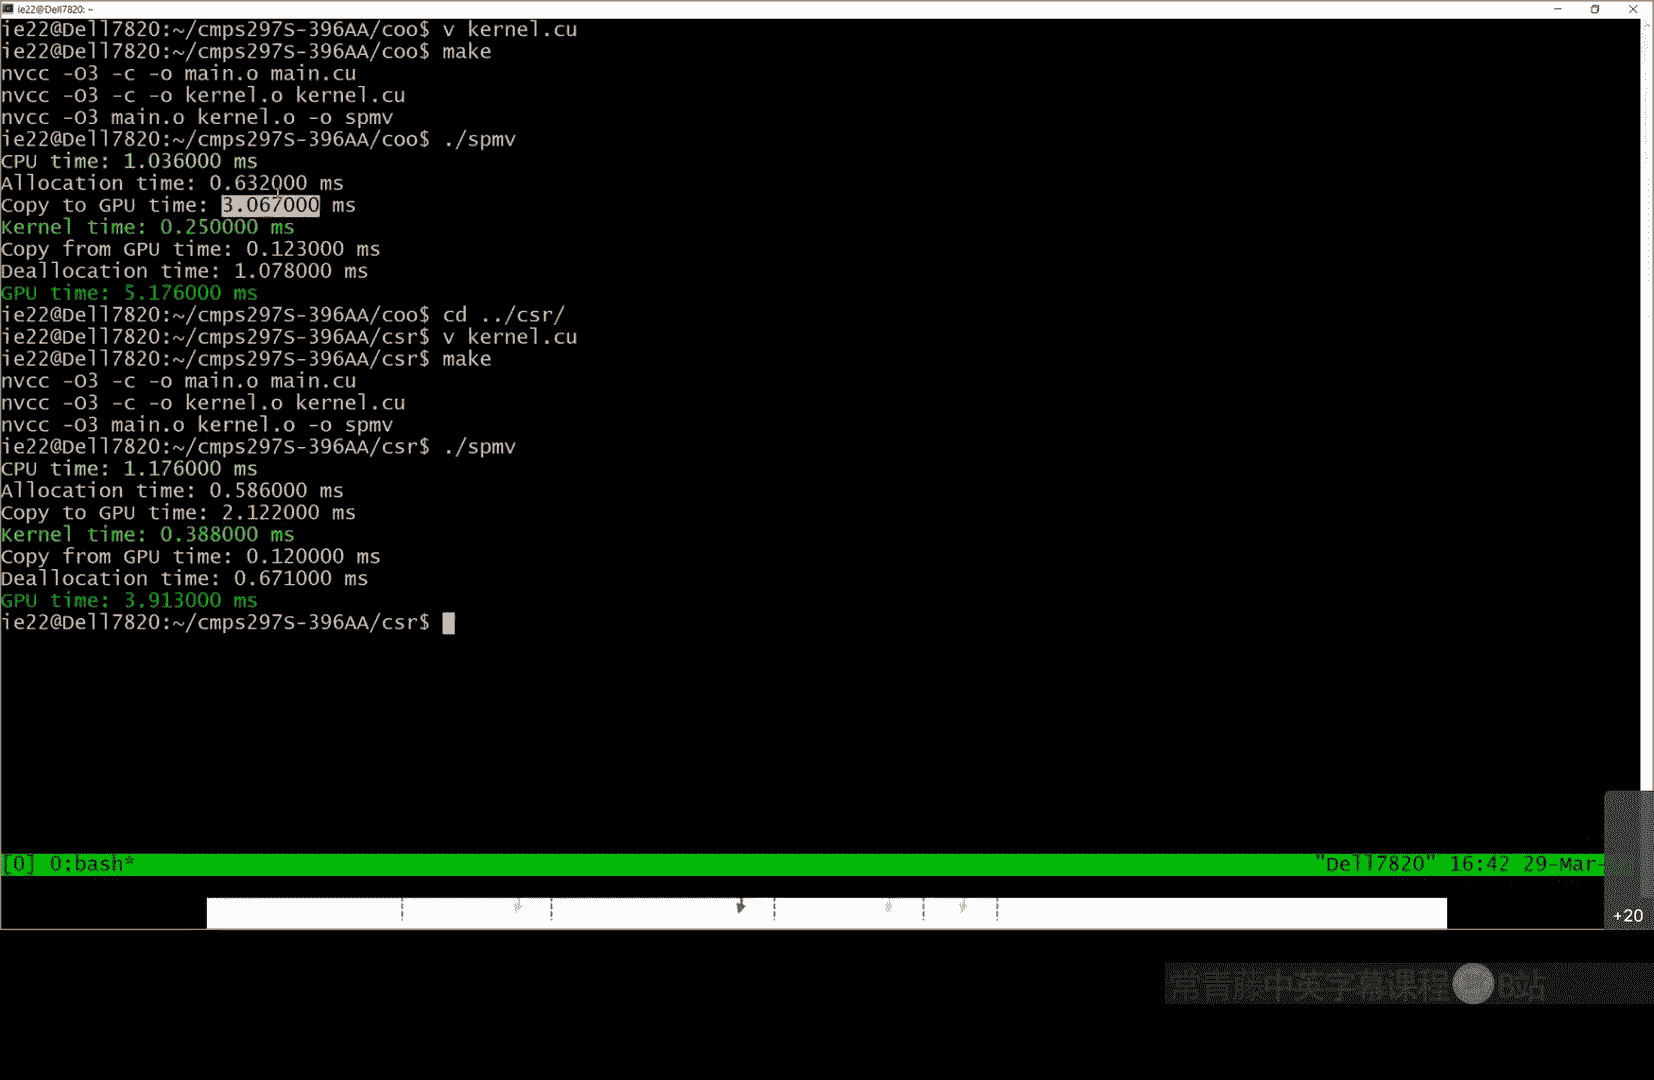 ie22@Dell7820: ~
ie22@Dell7820:~/cmps297S-396AA/coo$ v kernel.cu
ie22@Dell7820:~/cmps297S-396AA/coo$ make
nvcc -O3 -c -o main.o main.cu
nvcc -O3 -c -o kernel.o kernel.cu
nvcc -O3 main.o kernel.o -o spmv
ie22@Dell7820:~/cmps297S-396AA/coo$ ./spmv
CPU time: 1.036000 ms
Allocation time: 0.632000 ms
Copy to GPU time: 3.067000 ms
Kernel time: 0.250000 ms
Copy from GPU time: 0.123000 ms
Deallocation time: 1.078000 ms
GPU time: 5.176000 ms
ie22@Dell7820:~/cmps297S-396AA/coo$ cd ../csr/
ie22@Dell7820:~/cmps297S-396AA/csr$ v kernel.cu
ie22@Dell7820:~/cmps297S-396AA/csr$ make
nvcc -O3 -c -o main.o main.cu
nvcc -O3 -c -o kernel.o kernel.cu
nvcc -O3 main.o kernel.o -o spmv
ie22@Dell7820:~/cmps297S-396AA/csr$ ./spmv
CPU time: 1.176000 ms
Allocation time: 0.586000 ms
Copy to GPU time: 2.122000 ms
Kernel time: 0.388000 ms
Copy from GPU time: 0.120000 ms
Deallocation time: 0.671000 ms
GPU time: 3.913000 ms
ie22@Dell7820:~/cmps297S-396AA/csr$
[0] 0:bash* "Dell7820" 16:42 29-Mar-
+20
常青藤中英字幕课程 B站